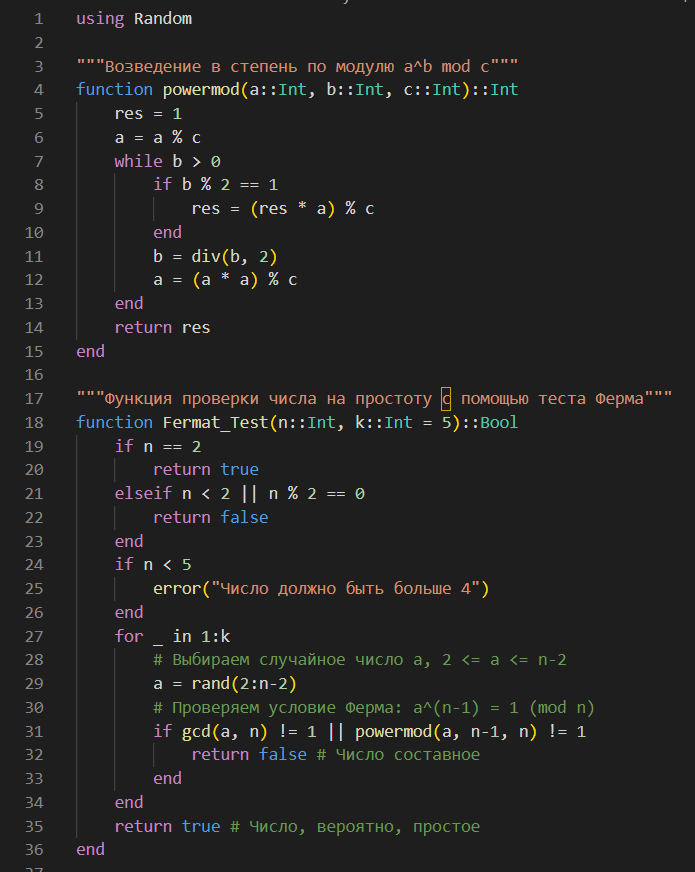 1 using Random
2
3 """Возведение в степень по модулю a^b mod c"""
4 function powermod(a::Int, b::Int, c::Int)::Int
5     res = 1
6     a = a % c
7     while b > 0
8         if b % 2 == 1
9             res = (res * a) % c
10         end
11         b = div(b, 2)
12         a = (a * a) % c
13     end
14     return res
15 end
16
17 """Функция проверки числа на простоту с помощью теста Ферма"""
18 function Fermat_Test(n::Int, k::Int = 5)::Bool
19     if n == 2
20         return true
21     elseif n < 2 || n % 2 == 0
22         return false
23     end
24     if n < 5
25         error("Число должно быть больше 4")
26     end
27     for _ in 1:k
28         # Выбираем случайное число a, 2 <= a <= n-2
29         a = rand(2:n-2)
30         # Проверяем условие Ферма: a^(n-1) = 1 (mod n)
31         if gcd(a, n) != 1 || powermod(a, n-1, n) != 1
32             return false # Число составное
33         end
34     end
35     return true # Число, вероятно, простое
36 end